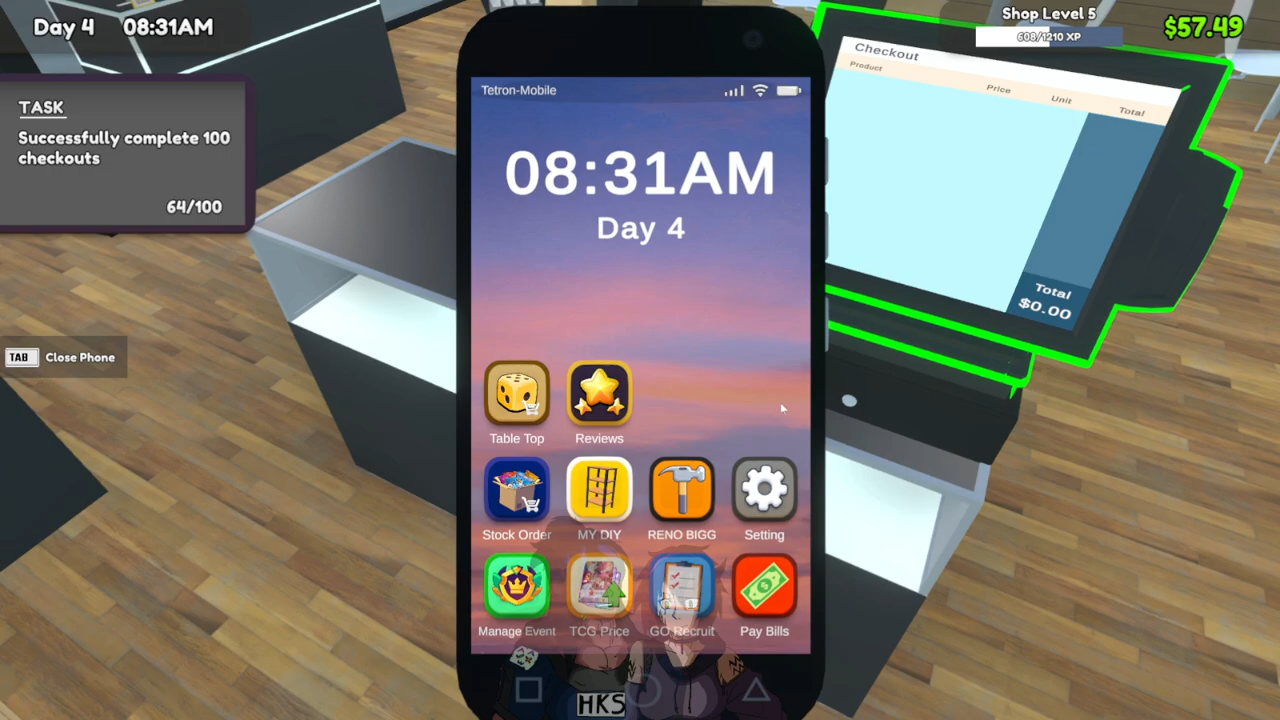 Day 4 08:31AM
Shop Level 5
608/1210 XP
$57.49
TASK
Successfully complete 100
checkouts
64/100
TAB Close Phone
Tetron-Mobile
08:31AM
Day 4
Table Top Reviews
Stock Order MY DIY RENO BIGG Setting
Manage Event TCG Price GO Recruit Pay Bills
HKS
Checkout
Product Price Unit Total
Total
$0.00